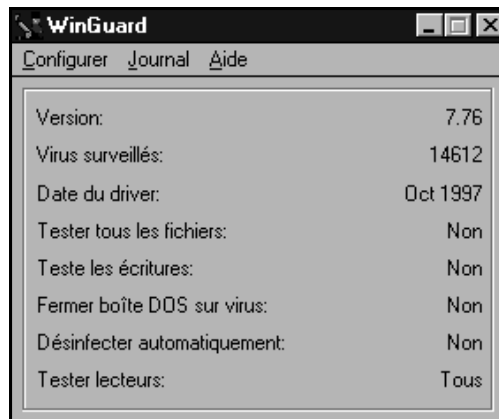 WinGuard
Configurer Journal Aide
Version: 7.76
Virus surveillés: 14612
Date du driver: Oct 1997
Tester tous les fichiers: Non
Teste les écritures: Non
Fermer boîte DOS sur virus: Non
Désinfecter automatiquement: Non
Tester lecteurs: Tous